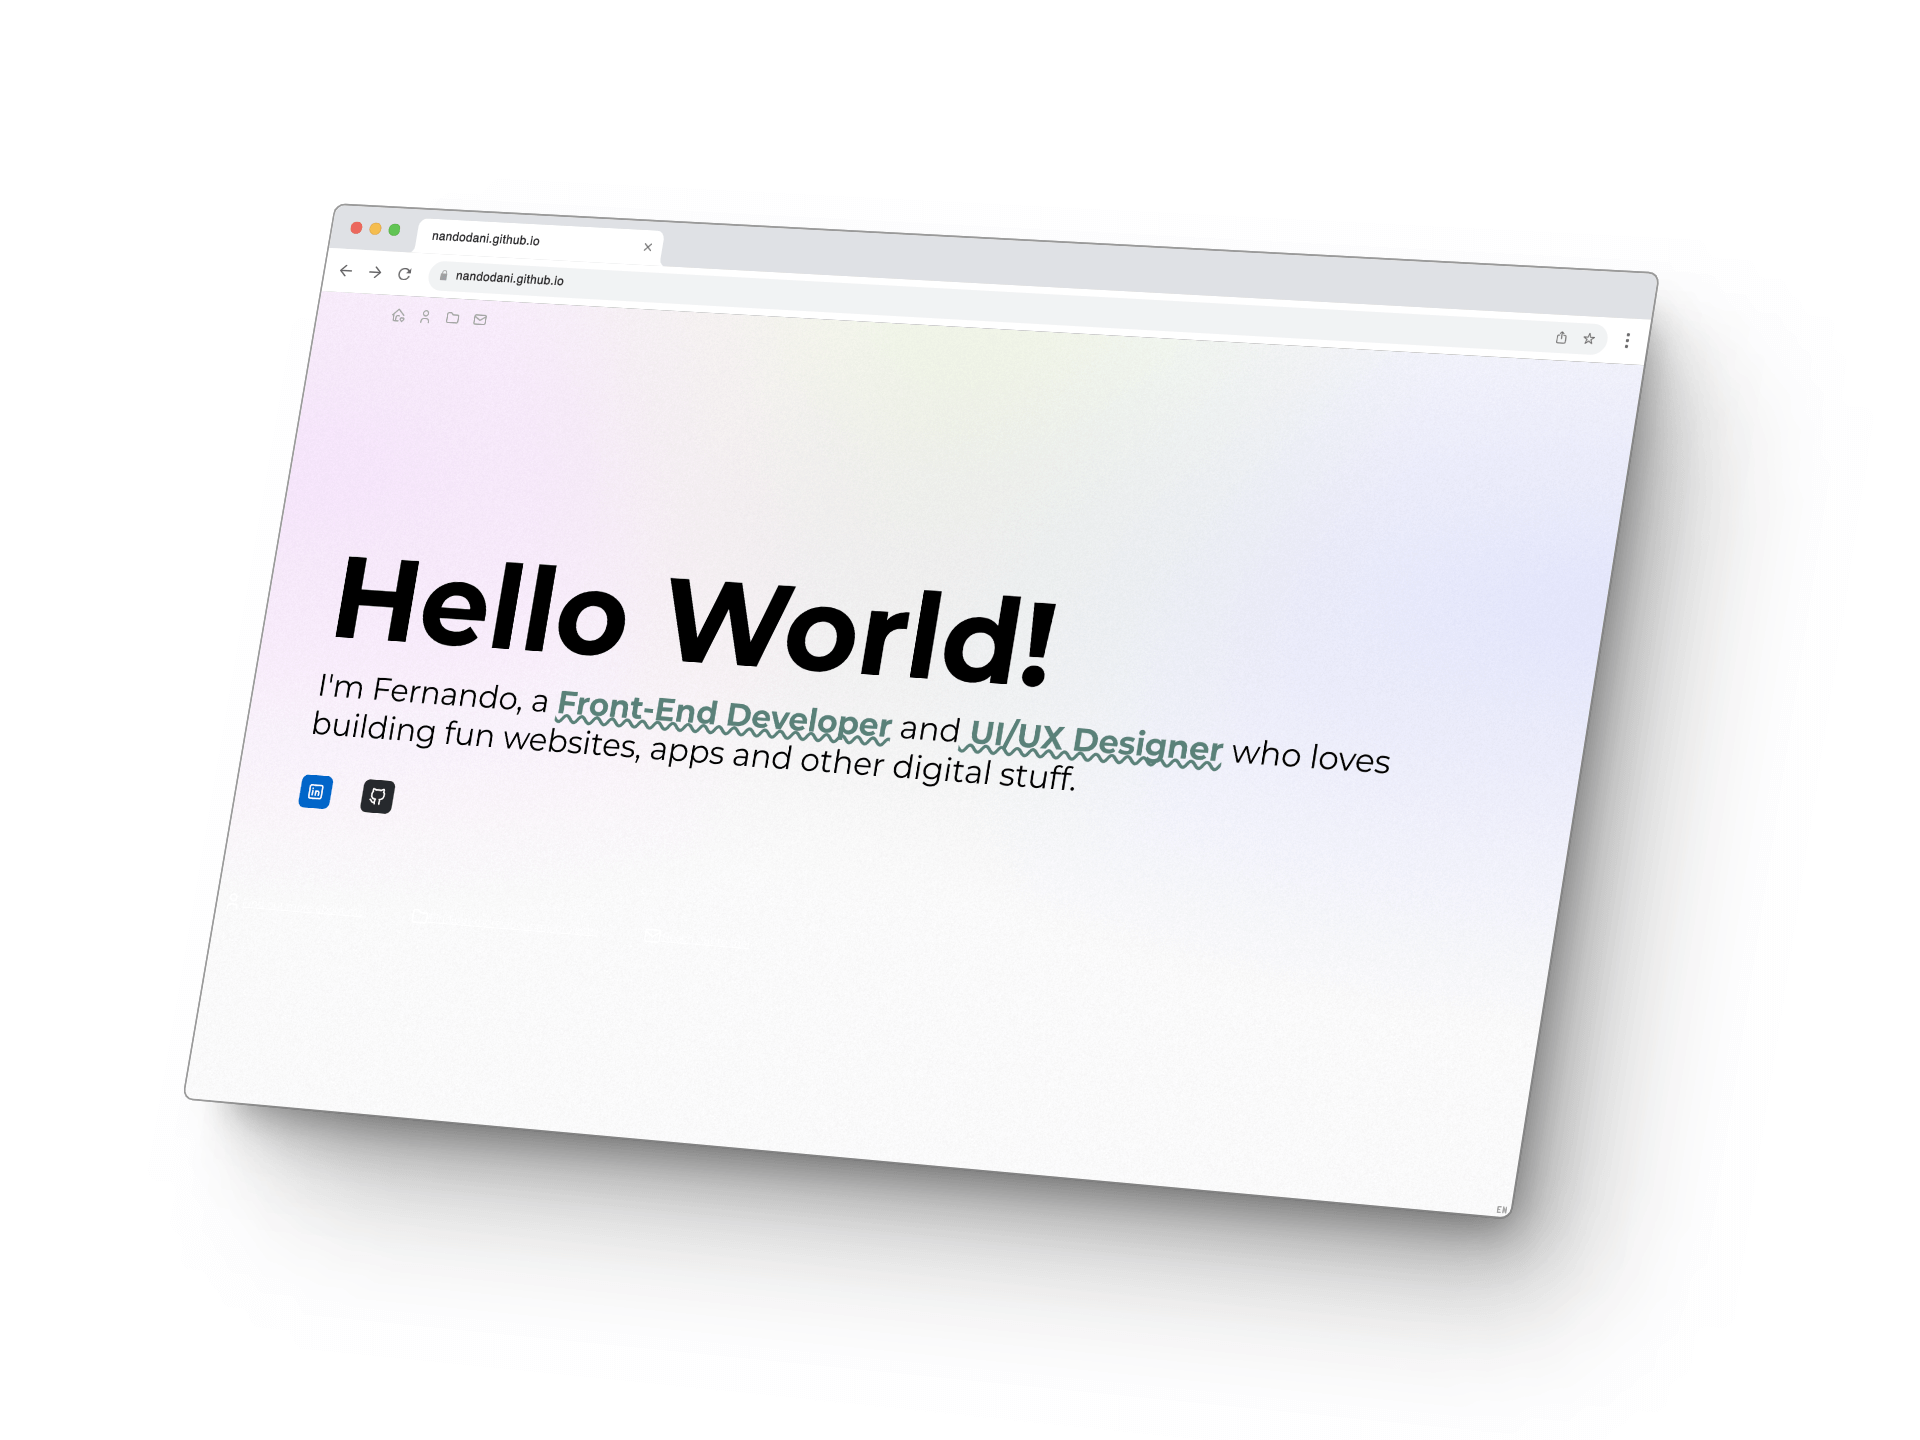 nandodani.github.io
nandodani.github.io
Hello World!
I'm Fernando, a Front-End Developer and UI/UX Designer who loves
building fun websites, apps and other digital stuff.
in
EN